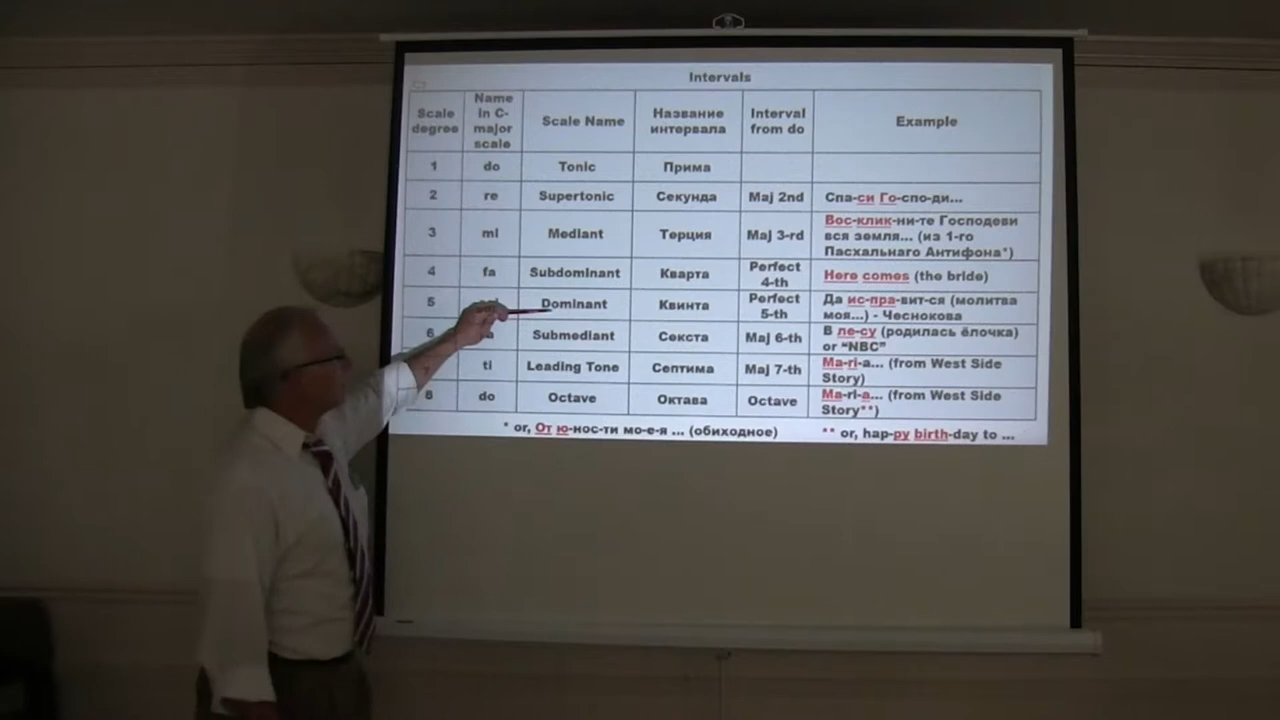 Intervals
Scale degree | Name in C-major scale | Scale Name | Название интервала | Interval from do | Example
1 | do | Tonic | Прима
2 | re | Supertonic | Секунда | Maj 2nd | Спа-си Го-спо-ди...
3 | mi | Mediant | Терция | Maj 3-rd | Вос-клик-ни-те Господеви
вся земля... (из 1-го
Пасхальнаго Антифона*)
4 | fa | Subdominant | Кварта | Perfect 4-th | Here comes (the bride)
5 | Dominant | Квинта | Perfect 5-th | Да ис-пра-вит-ся (молитва
моя...) - Чеснокова
6 | Submediant | Секста | Maj 6-th | В ле-су (родилась ёлочка)
or “NBC”
ti | Leading Tone | Септима | Maj 7-th | Ма-ri-a... (from West Side
Story)
8 | do | Octave | Октава | Octave | Ma-ri-a... (from West Side
Story**)
* or, От ю-нос-ти мо-е-я ... (обиходное)
** or, hap-py birth-day to ...